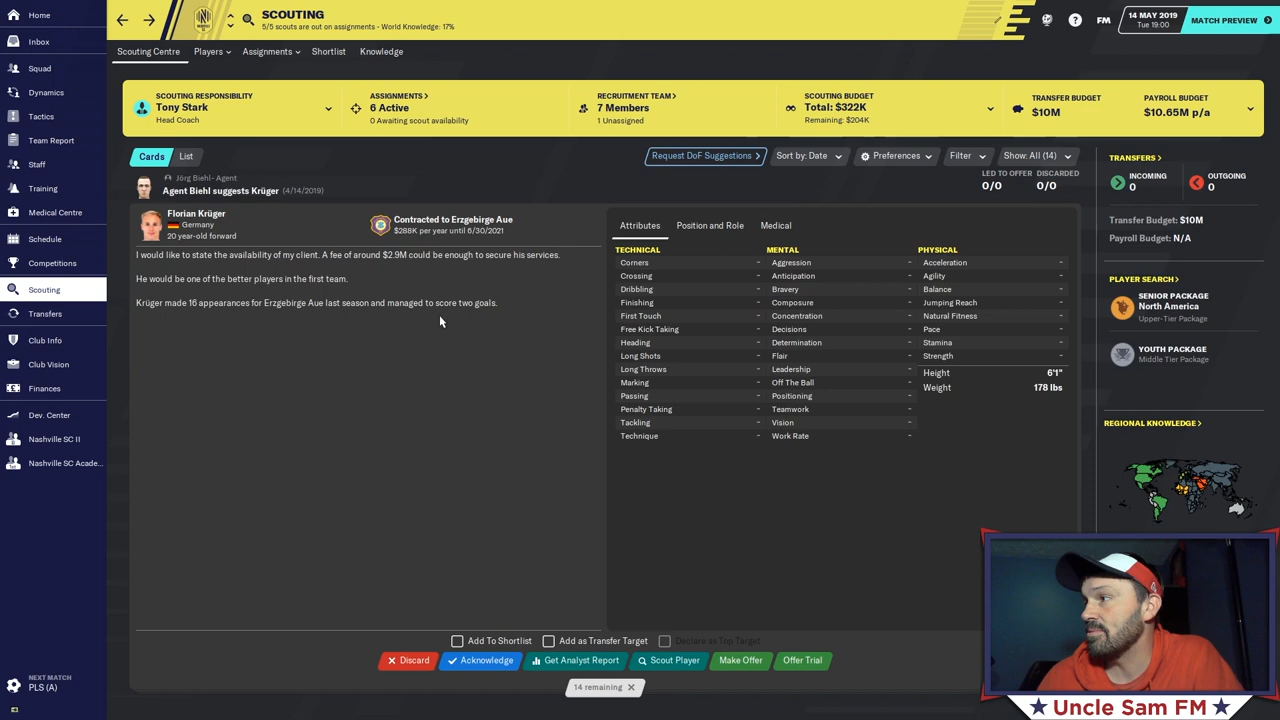 Home
Inbox
Squad
Dynamics
Tactics
Team Report
Staff
Training
Medical Centre
Schedule
Competitions
Scouting
Transfers
Club Info
Club Vision
Finances
Dev. Center
Nashville SC II
Nashville SC Acade...
NEXT MATCH
PLS (A)
SCOUTING
5/5 scouts are out on assignments - World Knowledge: 17%
FM
14 MAY 2019
Tue 19:00
MATCH PREVIEW
Scouting Centre
Players
Assignments
Shortlist
Knowledge
SCOUTING RESPONSIBILITY
Tony Stark
Head Coach
ASSIGNMENTS
6 Active
0 Awaiting scout availability
RECRUITMENT TEAM
7 Members
1 Unassigned
SCOUTING BUDGET
Total: $322K
Remaining: $204K
TRANSFER BUDGET
$10M
PAYROLL BUDGET
$10.65M p/a
Cards
List
Request DoF Suggestions
Sort by: Date
Preferences
Filter
Show: All (14)
Jörg Biehl - Agent
Agent Biehl suggests Krüger (4/14/2019)
LED TO OFFER
0/0
DISCARDED
0/0
Florian Krüger
Germany
20 year-old forward
Contracted to Erzgebirge Aue
$288K per year until 6/30/2021
I would like to state the availability of my client. A fee of around $2.9M could be enough to secure his services.
He would be one of the better players in the first team.
Krüger made 16 appearances for Erzgebirge Aue last season and managed to score two goals.
Attributes
Position and Role
Medical
TECHNICAL
Corners -
Crossing -
Dribbling -
Finishing -
First Touch -
Free Kick Taking -
Heading -
Long Shots -
Long Throws -
Marking -
Passing -
Penalty Taking -
Tackling -
Technique -
MENTAL
Aggression -
Anticipation -
Bravery -
Composure -
Concentration -
Decisions -
Determination -
Flair -
Leadership -
Off The Ball -
Positioning -
Teamwork -
Vision -
Work Rate -
PHYSICAL
Acceleration -
Agility -
Balance -
Jumping Reach -
Natural Fitness -
Pace -
Stamina -
Strength -
Height 6'1"
Weight 178 lbs
Add To Shortlist
Add as Transfer Target
Declare as Top Target
Discard
Acknowledge
Get Analyst Report
Scout Player
Make Offer
Offer Trial
14 remaining
TRANSFERS
INCOMING
0
OUTGOING
0
Transfer Budget: $10M
Payroll Budget: N/A
PLAYER SEARCH
SENIOR PACKAGE
North America
Upper-Tier Package
YOUTH PACKAGE
Middle Tier Package
REGIONAL KNOWLEDGE
Uncle Sam FM